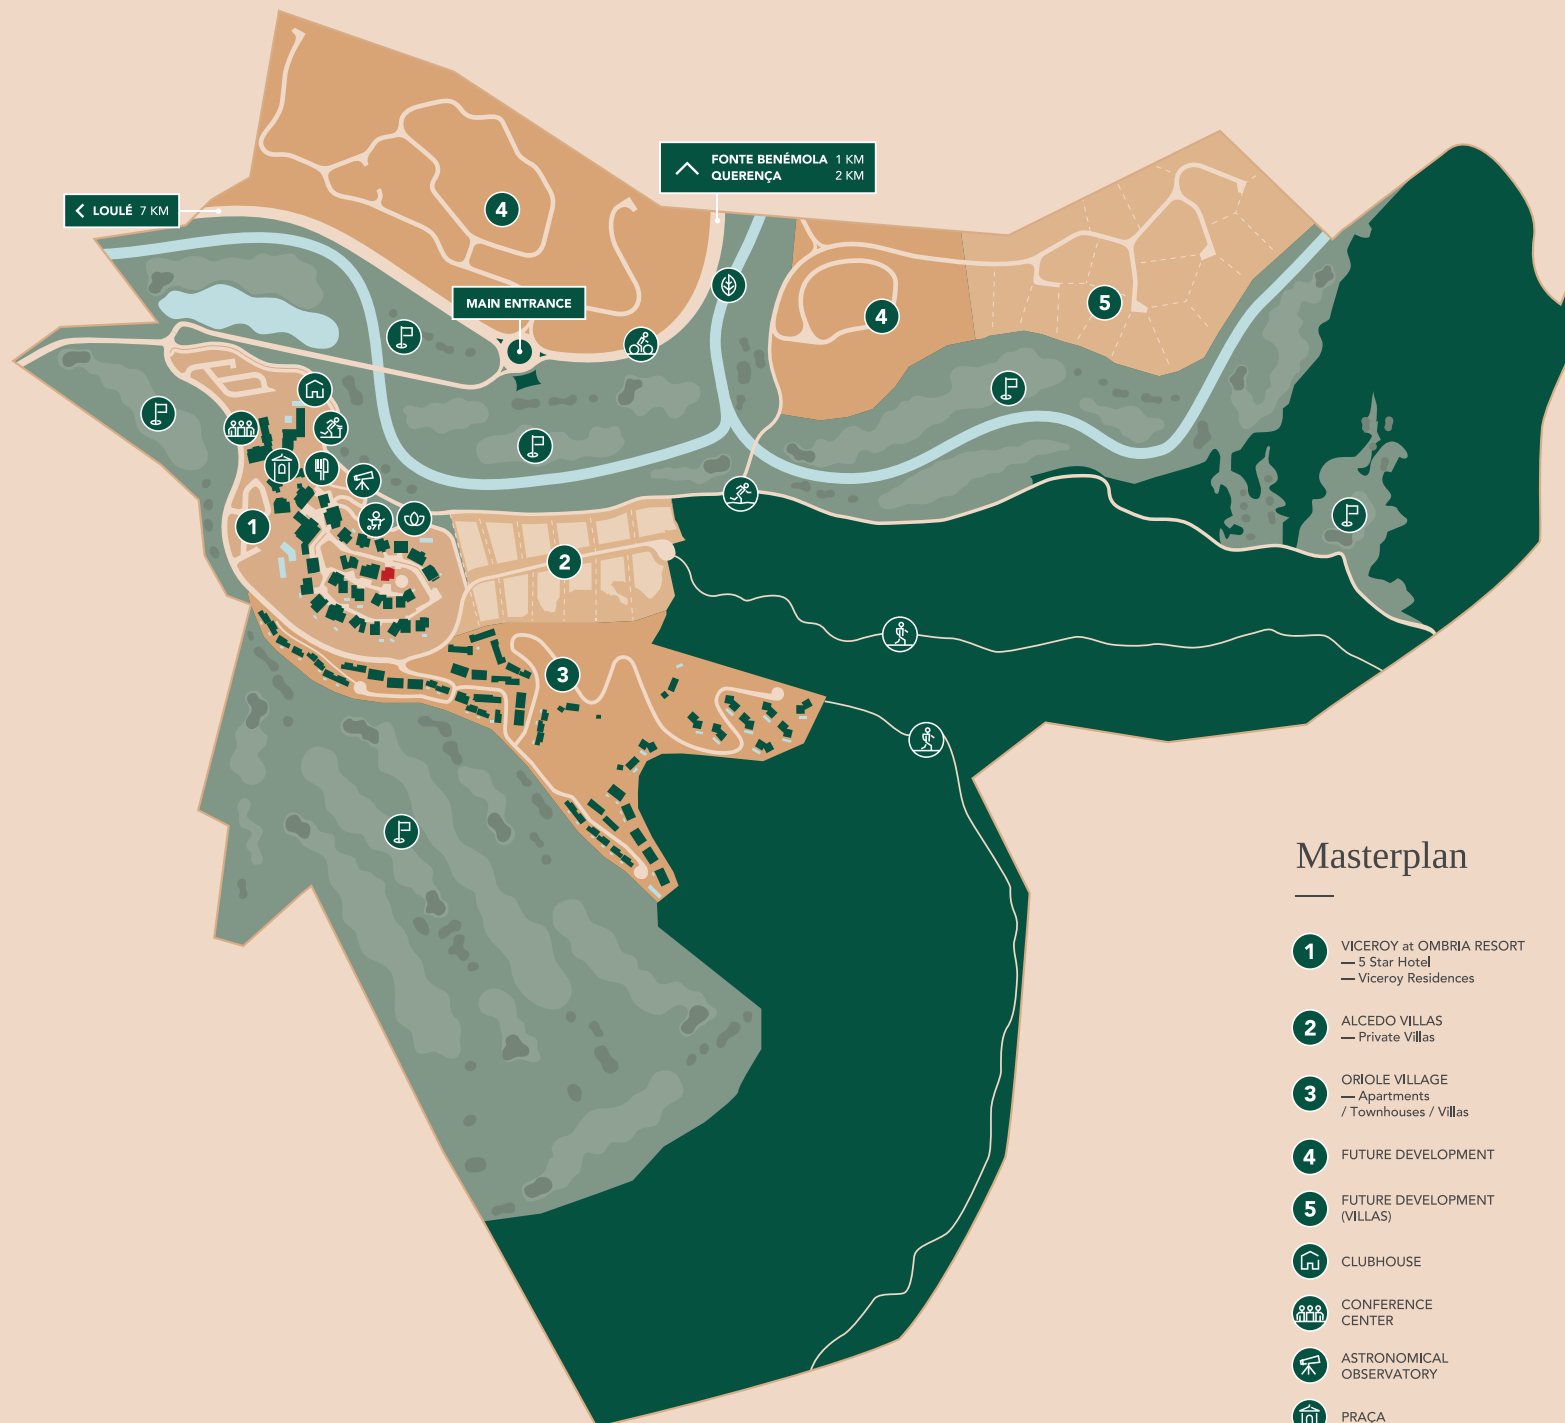 FONTE BENÉMOLA 1 KM
QUERENÇA 2 KM
LOULÉ 7 KM
4
MAIN ENTRANCE
4
5
1
2
3
Masterplan
1 VICEROY at OMBRIA RESORT
— 5 Star Hotel
— Viceroy Residences
2 ALCEDO VILLAS
— Private Villas
3 ORIOLE VILLAGE
— Apartments
/ Townhouses / Villas
4 FUTURE DEVELOPMENT
5 FUTURE DEVELOPMENT
(VILLAS)
CLUBHOUSE
CONFERENCE
CENTER
ASTRONOMICAL
OBSERVATORY
PRAÇA